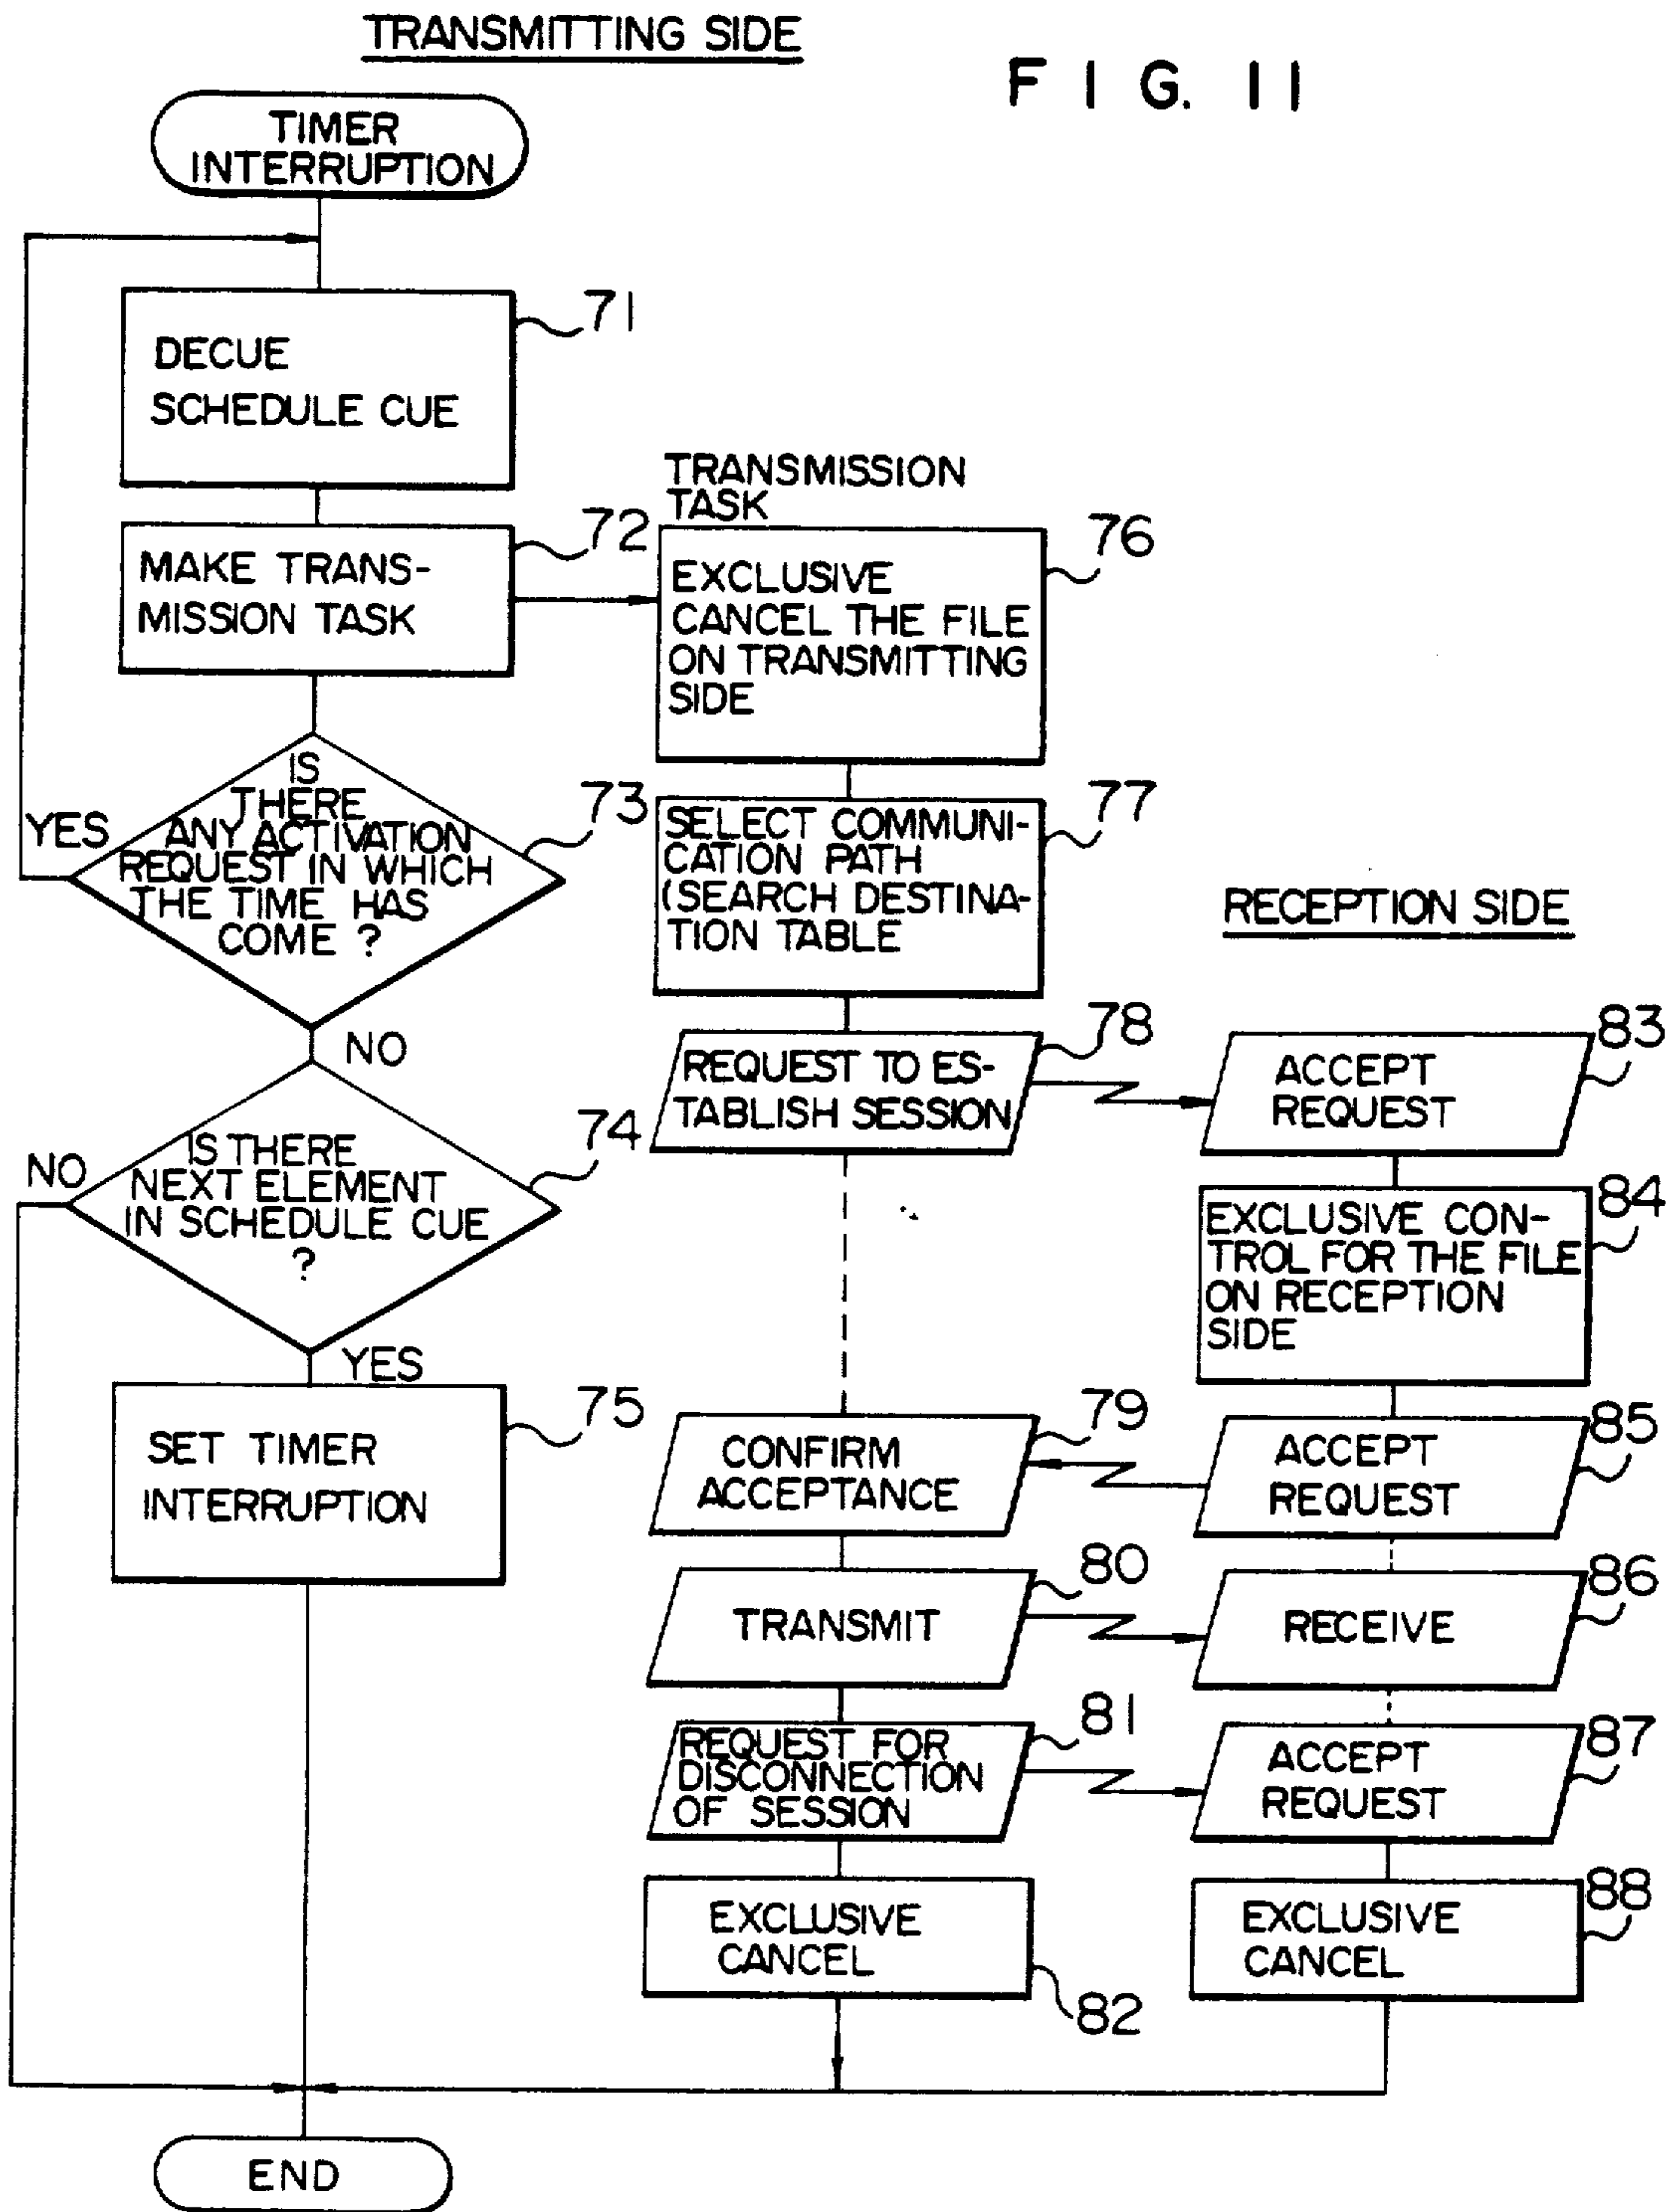 TRANSMITTING SIDE
F I G. 11
TIMER
INTERRUPTION
71
DECUE
SCHEDULE CUE
72
MAKE TRANS-
MISSION TASK
IS
THERE
ANY ACTIVATION
REQUEST IN WHICH
THE TIME HAS
COME ?
73
YES
NO
IS THERE
NEXT ELEMENT
IN SCHEDULE CUE
?
74
NO
YES
75
SET TIMER
INTERRUPTION
END
TRANSMISSION
TASK
76
EXCLUSIVE
CANCEL THE FILE
ON TRANSMITTING
SIDE
77
SELECT COMMUNI-
CATION PATH
(SEARCH DESTINA-
TION TABLE
78
REQUEST TO ES-
TABLISH SESSION
79
CONFIRM
ACCEPTANCE
80
TRANSMIT
81
REQUEST FOR
DISCONNECTION
OF SESSION
EXCLUSIVE
CANCEL
82
RECEPTION SIDE
83
ACCEPT
REQUEST
84
EXCLUSIVE CON-
TROL FOR THE FILE
ON RECEPTION
SIDE
85
ACCEPT
REQUEST
86
RECEIVE
87
ACCEPT
REQUEST
88
EXCLUSIVE
CANCEL